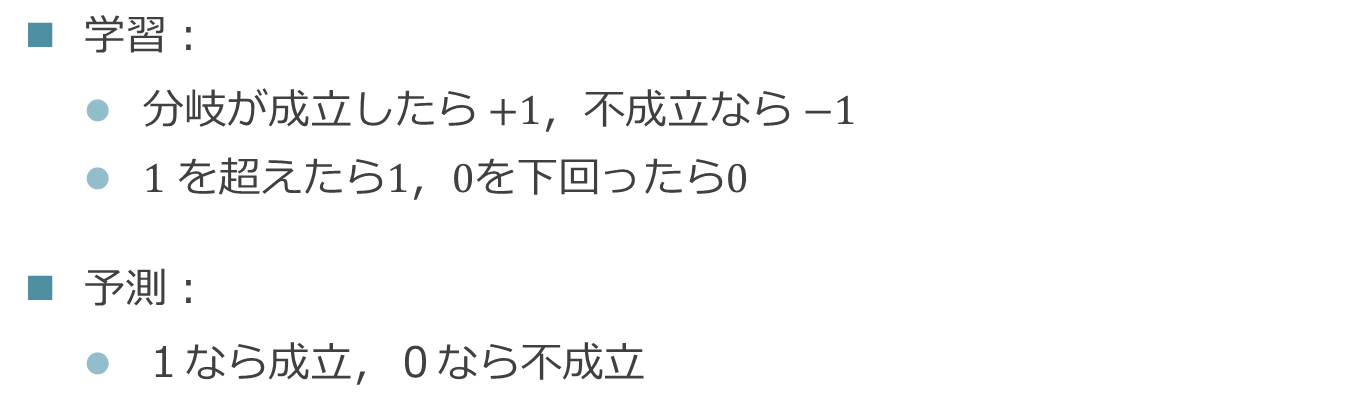 ■ 学習：
● 分岐が成立したら +1，不成立なら −1
● 1 を超えたら1，0を下回ったら0
■ 予測：
● １なら成立，０なら不成立